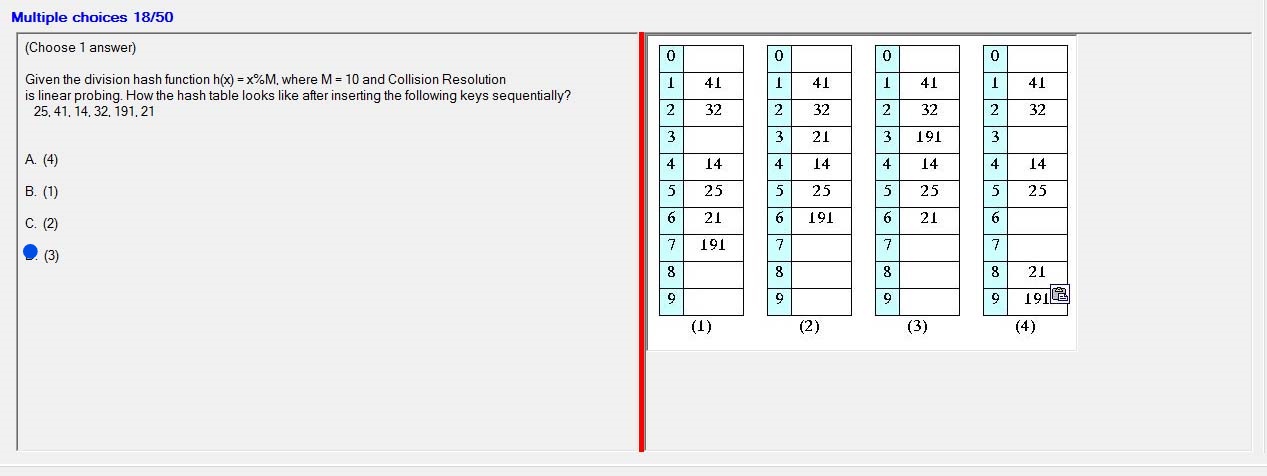 Multiple choices 18/50
(Choose 1 answer)
Given the division hash function h(x) = x%M, where M = 10 and Collision Resolution
is linear probing. How the hash table looks like after inserting the following keys sequentially?
25, 41, 14, 32, 191, 21
A. (4)
B. (1)
C. (2)
(3)
0 0 0 0
1 41 1 41 1 41 1 41
2 32 2 32 2 32 2 32
3 3 21 3 191 3
4 14 4 14 4 14 4 14
5 25 5 25 5 25 5 25
6 21 6 191 6 21 6
7 191 7 7 7
8 8 8 8 21
9 9 9 9 191
(1) (2) (3) (4)